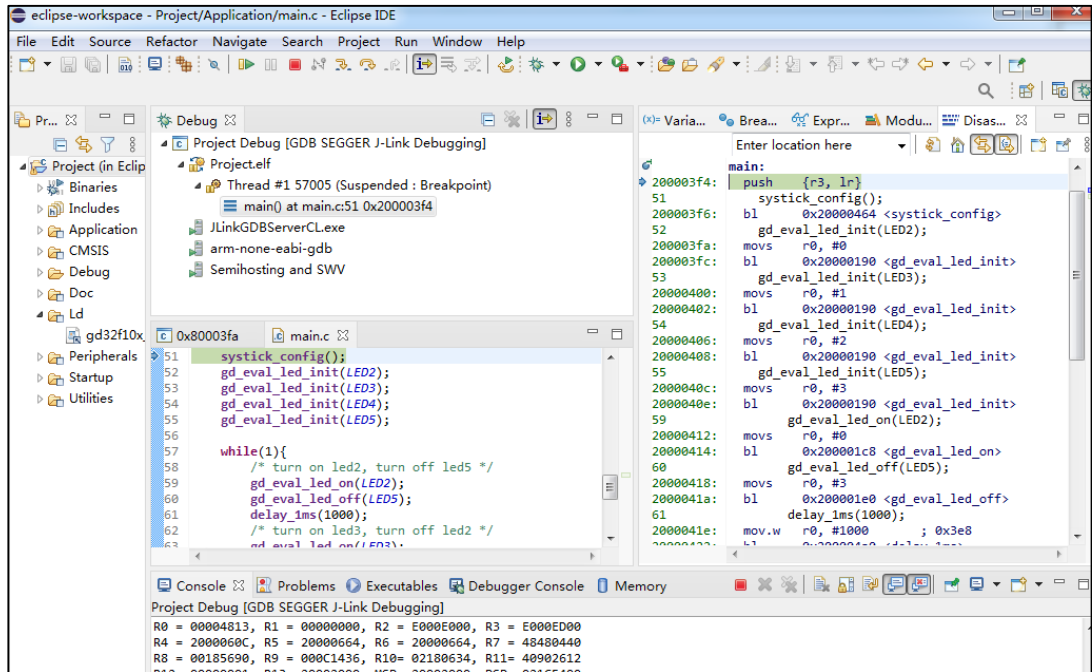 eclipse-workspace - Project/Application/main.c - Eclipse IDE
File Edit Source Refactor Navigate Search Project Run Window Help
Pr...
Project (in Eclip
Binaries
Includes
Application
CMSIS
Debug
Doc
Ld
gd32f10x_
Peripherals
Startup
Utilities
Debug
Project Debug [GDB SEGGER J-Link Debugging]
Project.elf
Thread #1 57005 (Suspended : Breakpoint)
main() at main.c:51 0x200003f4
JLinkGDBServerCL.exe
arm-none-eabi-gdb
Semihosting and SWV
0x80003fa main.c
51 systick_config();
52 gd_eval_led_init(LED2);
53 gd_eval_led_init(LED3);
54 gd_eval_led_init(LED4);
55 gd_eval_led_init(LED5);
56
57 while(1){
58 /* turn on led2, turn off led5 */
59 gd_eval_led_on(LED2);
60 gd_eval_led_off(LED5);
61 delay_1ms(1000);
62 /* turn on led3, turn off led2 */
63 gd_eval_led_on(LED3);
(x)= Varia... Brea... Expr... Modu... Disas...
Enter location here
main:
200003f4: push {r3, lr}
51 systick_config();
200003f6: bl 0x20000464 <systick_config>
52 gd_eval_led_init(LED2);
200003fa: movs r0, #0
200003fc: bl 0x20000190 <gd_eval_led_init>
53 gd_eval_led_init(LED3);
20000400: movs r0, #1
20000402: bl 0x20000190 <gd_eval_led_init>
54 gd_eval_led_init(LED4);
20000406: movs r0, #2
20000408: bl 0x20000190 <gd_eval_led_init>
55 gd_eval_led_init(LED5);
2000040c: movs r0, #3
2000040e: bl 0x20000190 <gd_eval_led_init>
59 gd_eval_led_on(LED2);
20000412: movs r0, #0
20000414: bl 0x200001c8 <gd_eval_led_on>
60 gd_eval_led_off(LED5);
20000418: movs r0, #3
2000041a: bl 0x200001e0 <gd_eval_led_off>
61 delay_1ms(1000);
2000041e: mov.w r0, #1000 ; 0x3e8
Console Problems Executables Debugger Console Memory
Project Debug [GDB SEGGER J-Link Debugging]
R0 = 00004813, R1 = 00000000, R2 = E000E000, R3 = E000ED00
R4 = 2000060C, R5 = 20000664, R6 = 20000664, R7 = 48480440
R8 = 00185690, R9 = 000C1436, R10= 02180634, R11= 40902612